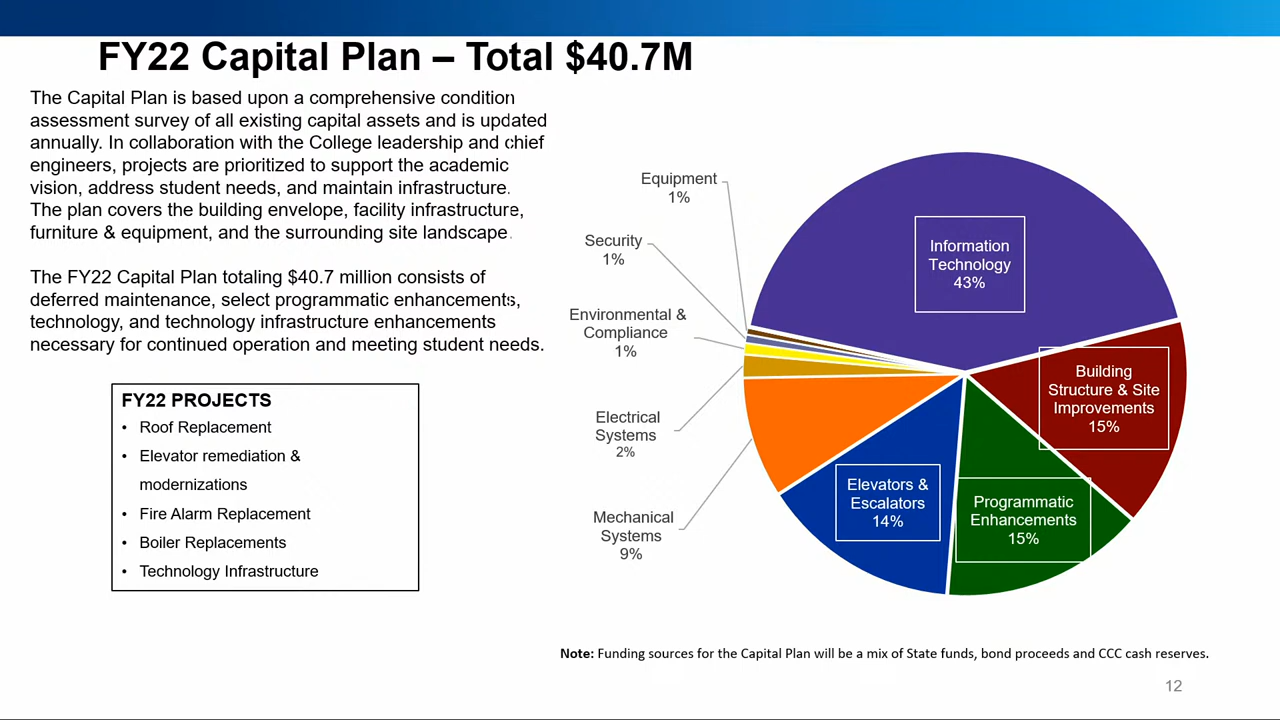 FY22 Capital Plan – Total $40.7M
The Capital Plan is based upon a comprehensive condition
assessment survey of all existing capital assets and is updated
annually. In collaboration with the College leadership and chief
engineers, projects are prioritized to support the academic
vision, address student needs, and maintain infrastructure.
The plan covers the building envelope, facility infrastructure,
furniture & equipment, and the surrounding site landscape.
The FY22 Capital Plan totaling $40.7 million consists of
deferred maintenance, select programmatic enhancements,
technology, and technology infrastructure enhancements
necessary for continued operation and meeting student needs.
FY22 PROJECTS
• Roof Replacement
• Elevator remediation &
modernizations
• Fire Alarm Replacement
• Boiler Replacements
• Technology Infrastructure
Equipment
1%
Security
1%
Environmental &
Compliance
1%
Electrical
Systems
2%
Mechanical
Systems
9%
Information
Technology
43%
Building
Structure & Site
Improvements
15%
Elevators &
Escalators
14%
Programmatic
Enhancements
15%
Note: Funding sources for the Capital Plan will be a mix of State funds, bond proceeds and CCC cash reserves.
12